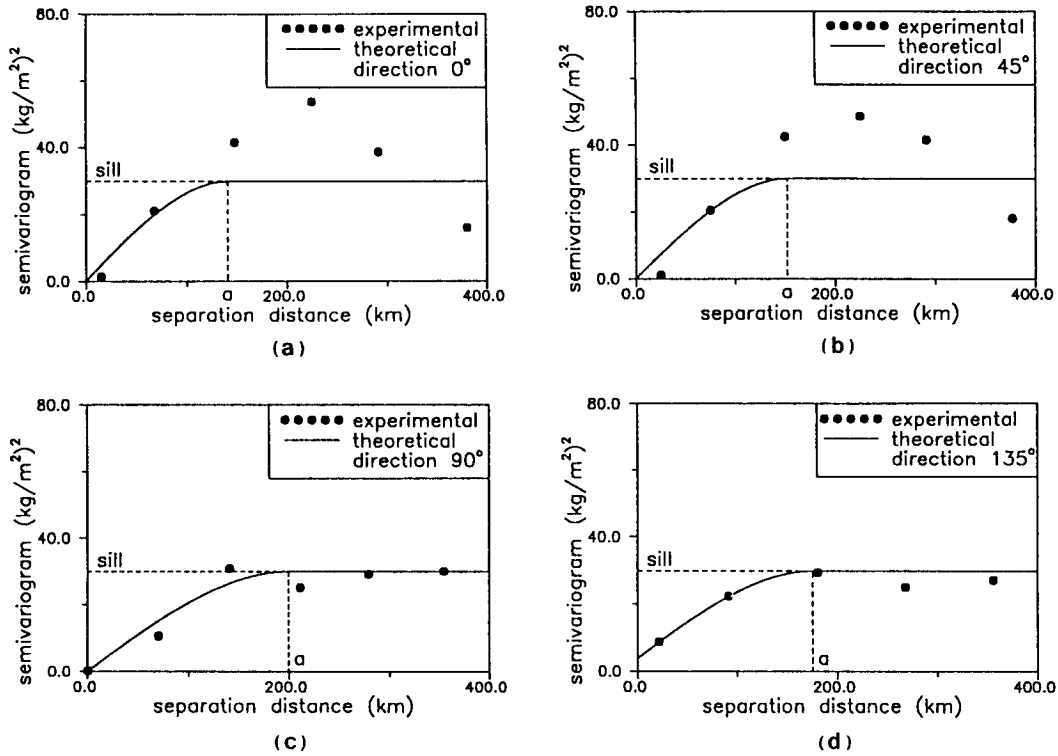 80.0
40.0
0.0
semivariogram (kg/m²)²
experimental
theoretical
direction 0°
sill
0.0
a
200.0
400.0
separation distance (km)
(a)
80.0
40.0
0.0
semivariogram (kg/m²)²
experimental
theoretical
direction 45°
sill
0.0
a
200.0
400.0
separation distance (km)
(b)
80.0
40.0
0.0
semivariogram (kg/m²)²
experimental
theoretical
direction 90°
sill
a
0.0
200.0
400.0
separation distance (km)
(c)
80.0
40.0
0.0
semivariogram (kg/m²)²
experimental
theoretical
direction 135°
sill
a
0.0
200.0
400.0
separation distance (km)
(d)